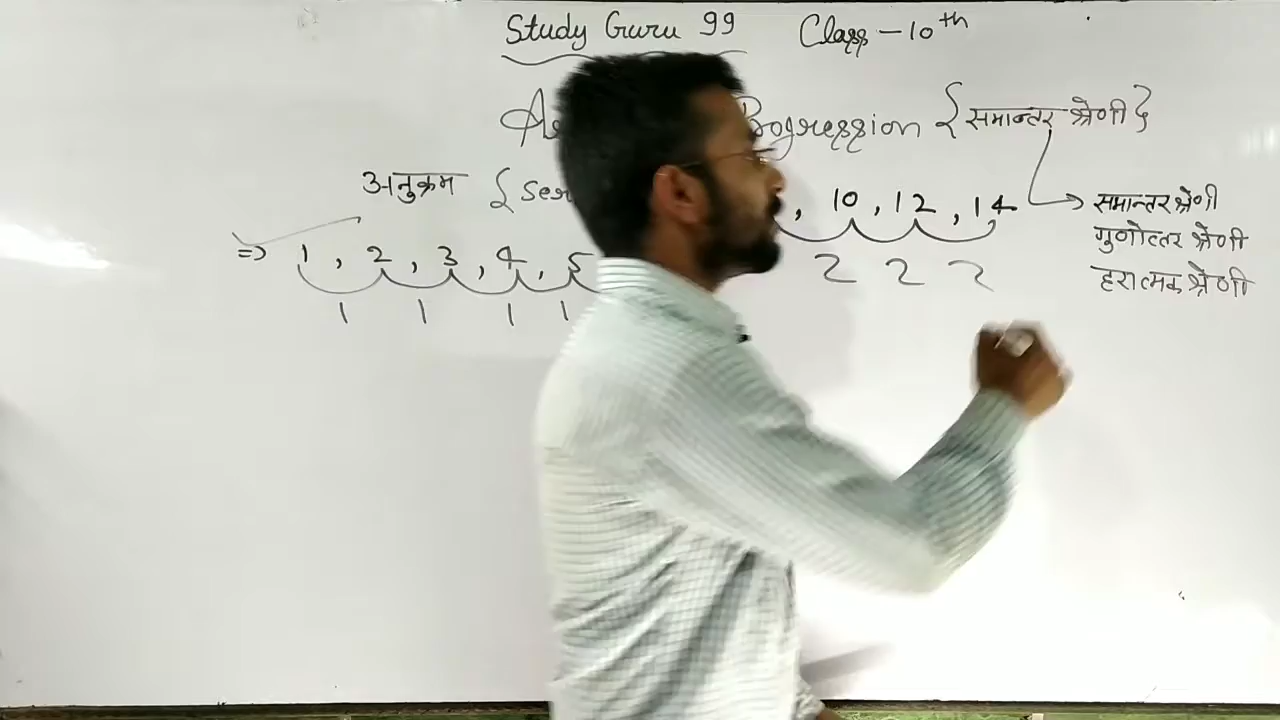 Study Guru 99 Class - 10th
Progression {समान्तर श्रेणी}
अनुक्रम {
, 10, 12, 14
समान्तर श्रेणी
=> 1, 2, 3, 4, 5
गुणोत्तर श्रेणी
2 2 2
हरात्मक श्रेणी
1 1 1 1